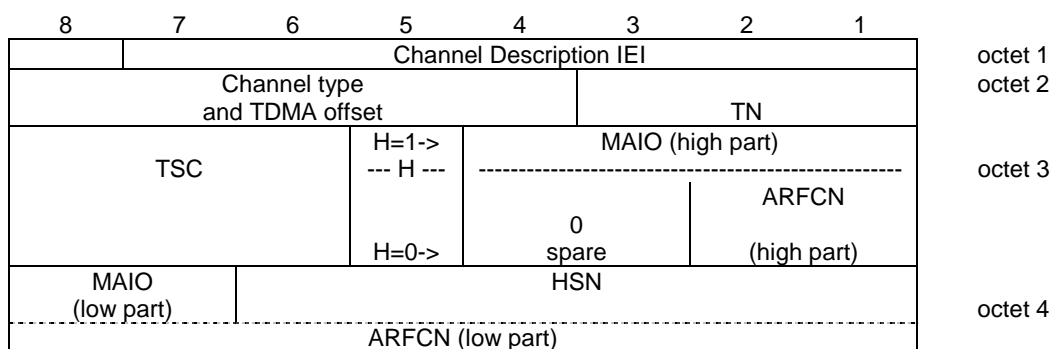 8 7 6 5 4 3 2 1
Channel Description IEI octet 1
Channel type octet 2
and TDMA offset TN
H=1-> MAIO (high part)
TSC --- H --- ----------------------------------------------------- octet 3
ARFCN
0
H=0-> spare (high part)
MAIO HSN
(low part) octet 4
ARFCN (low part)